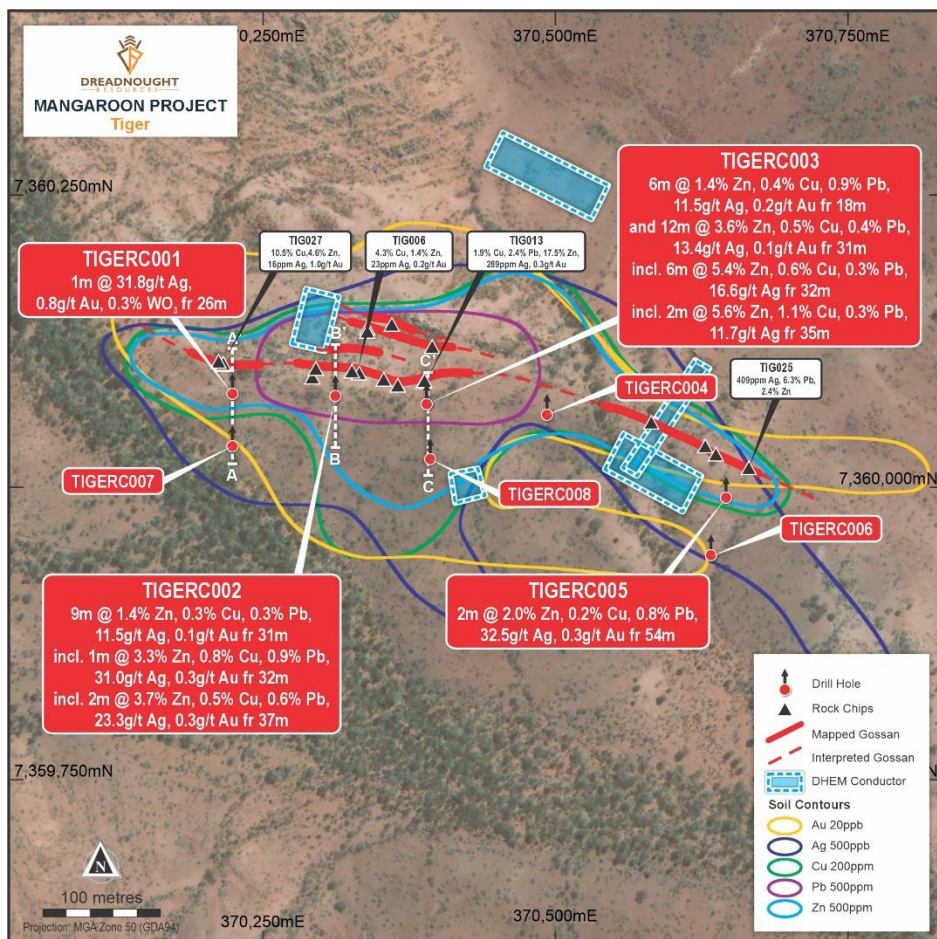 DREADNOUGHT
RESOURCES
MANGAROON PROJECT
Tiger
370,500mE
370,750mE
7,360,250mN
TIGERC003
6m @ 1.4% Zn, 0.4% Cu, 0.9% Pb,
11.5g/t Ag, 0.2g/t Au fr 18m
and 12m @ 3.6% Zn, 0.5% Cu, 0.4% Pb,
13.4g/t Ag, 0.1g/t Au fr 31m
incl. 6m @ 5.4% Zn, 0.6% Cu, 0.3% Pb,
16.6g/t Ag fr 32m
incl. 2m @ 5.6% Zn, 1.1% Cu, 0.3% Pb,
11.7g/t Ag fr 35m
TIGERC001
1m @ 31.8g/t Ag,
0.8g/t Au, 0.3% WO₃ fr 26m
TIG027
10.5% Cu,4.6% Zn,
16ppm Ag, 1.0g/t Au
TIG006
4.3% Cu, 1.4% Zn,
23ppm Ag, 0.2g/t Au
TIG013
1.9% Cu, 2.4% Pb, 17.5% Zn,
289ppm Ag, 0.3g/t Au
A'
B'
C'
TIGERC004
TIG025
409ppm Ag, 6.3% Pb,
2.4% Zn
TIGERC007
A
B
C
TIGERC008
7,360,000mN
TIGERC006
TIGERC002
9m @ 1.4% Zn, 0.3% Cu, 0.3% Pb,
11.5g/t Ag, 0.1g/t Au fr 31m
incl. 1m @ 3.3% Zn, 0.8% Cu, 0.9% Pb,
31.0g/t Ag, 0.3g/t Au fr 32m
incl. 2m @ 3.7% Zn, 0.5% Cu, 0.6% Pb,
23.3g/t Ag, 0.3g/t Au fr 37m
TIGERC005
2m @ 2.0% Zn, 0.2% Cu, 0.8% Pb,
32.5g/t Ag, 0.3g/t Au fr 54m
7,359,750mN
Drill Hole
Rock Chips
Mapped Gossan
Interpreted Gossan
DHEM Conductor
Soil Contours
Au 20ppb
Ag 500ppb
Cu 200ppm
Pb 500ppm
Zn 500ppm
N
100 metres
Projection: MGA Zone 50 (GDA94)
370,250mE
370,500mE
370,750mE